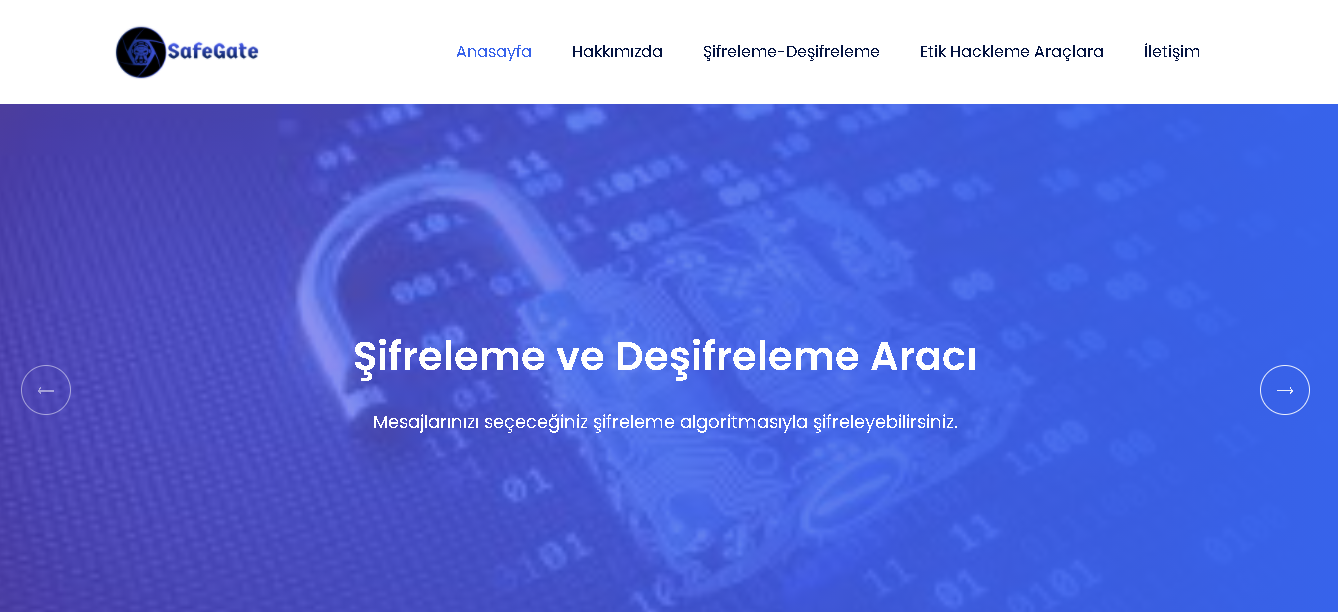 SafeGate
Anasayfa Hakkımızda Şifreleme-Deşifreleme Etik Hackleme Araçlara İletişim
Şifreleme ve Deşifreleme Aracı
Mesajlarınızı seçeceğiniz şifreleme algoritmasıyla şifreleyebilirsiniz.